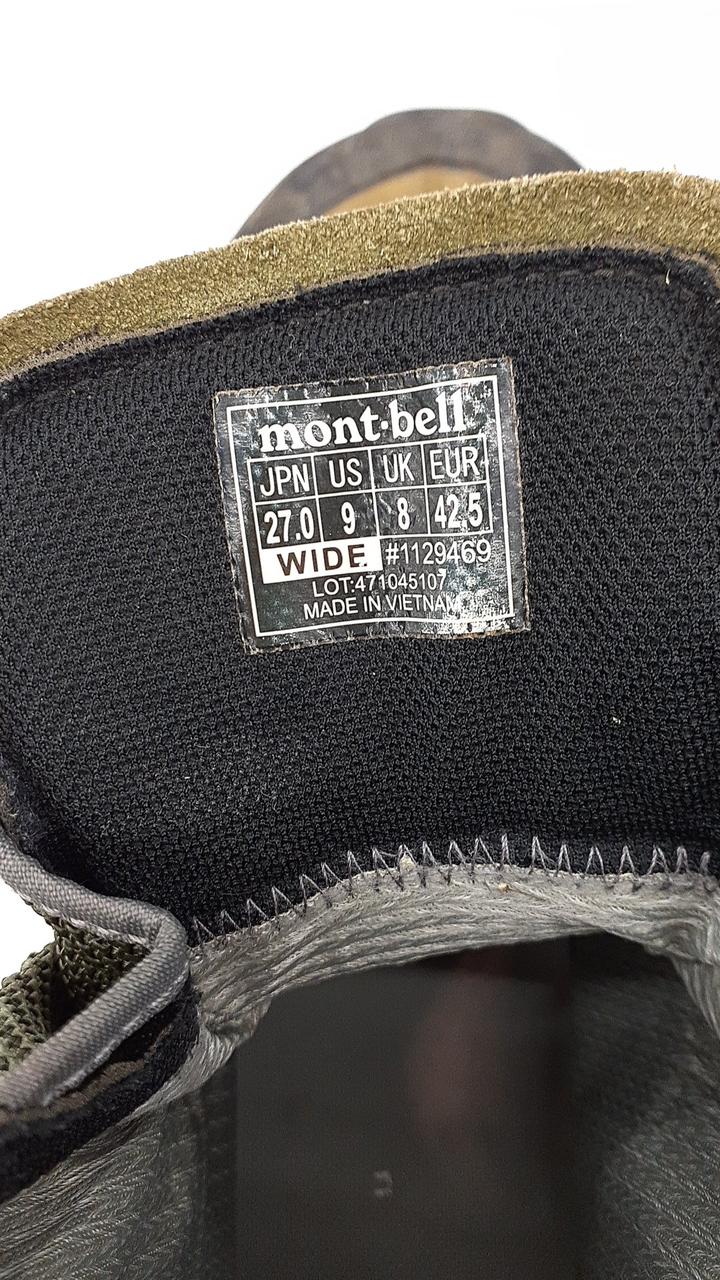 mont·bell
JPN US UK EUR
27.0 9 8 42.5
WIDE #1129469
LOT:471045107
MADE IN VIETNAM